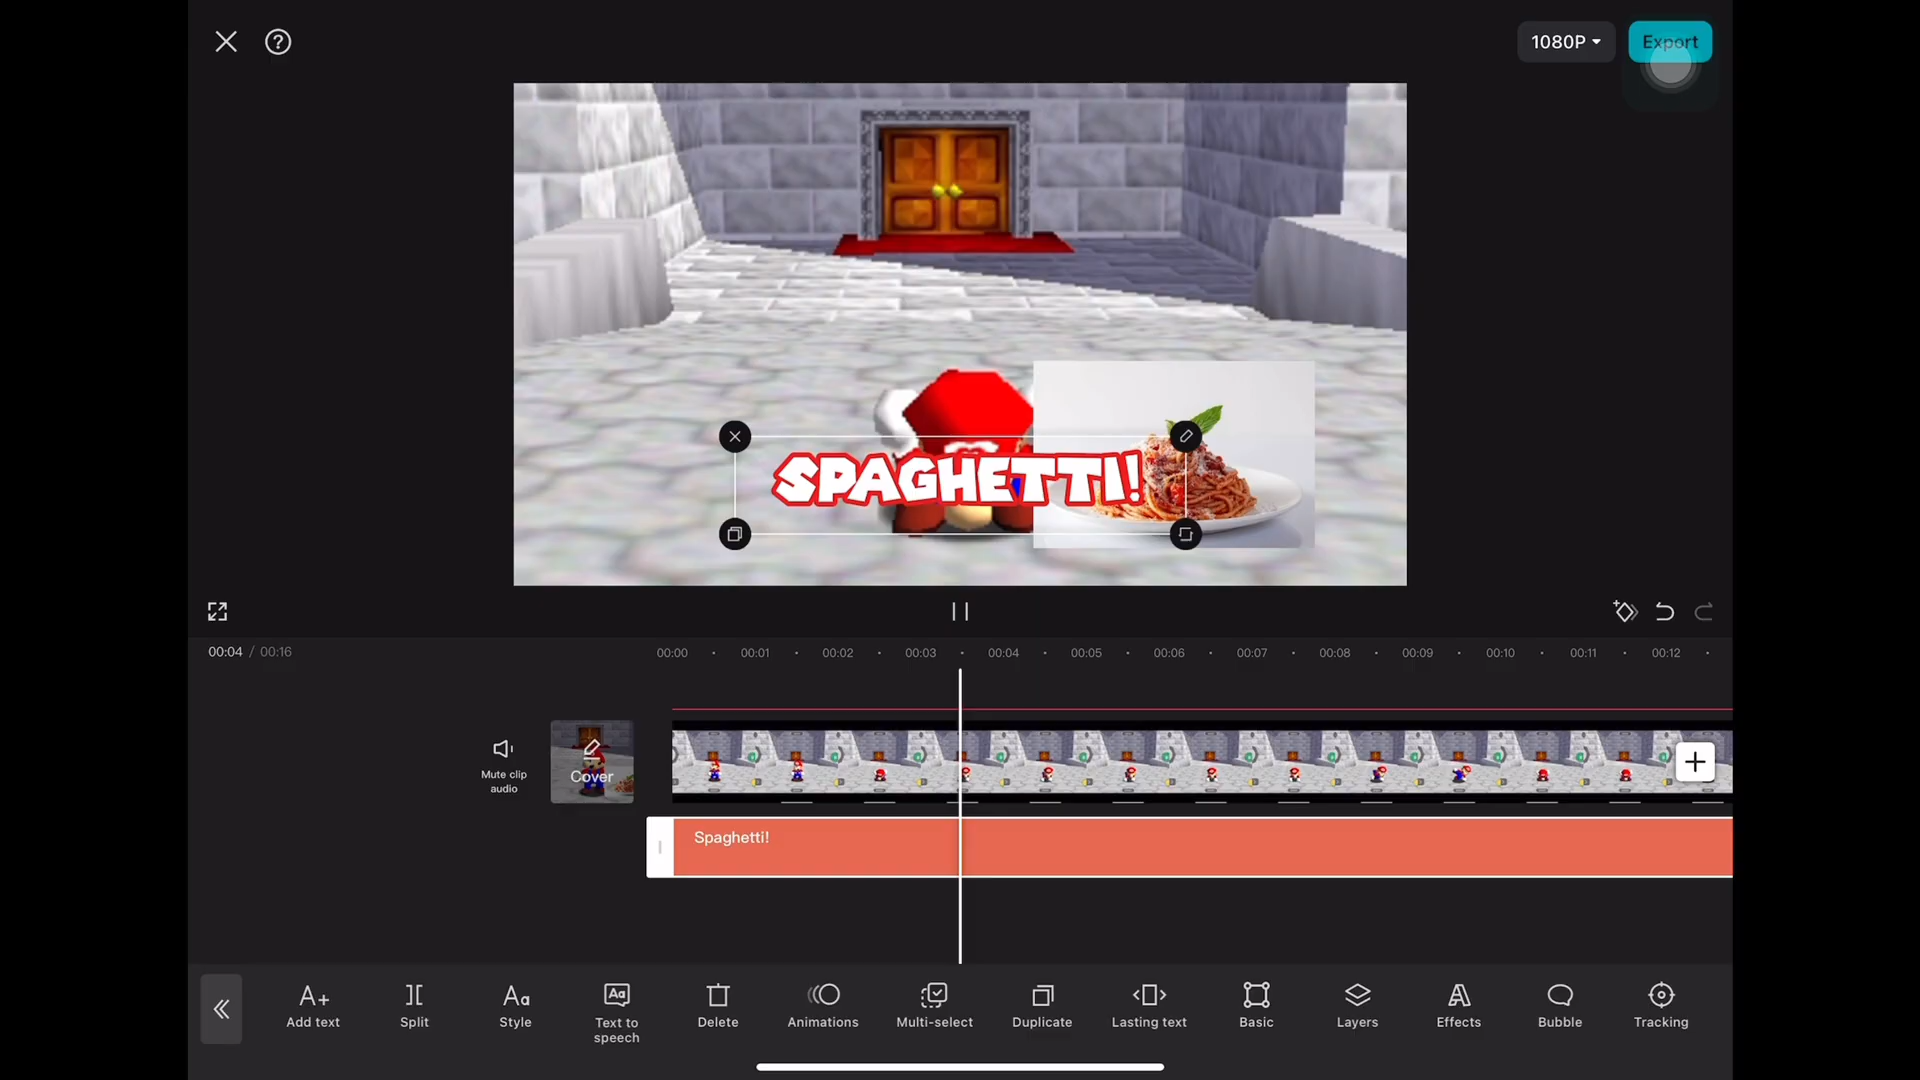 1080P
Export
SPAGHETTI!
00:04 / 00:16
00:00 00:01 00:02 00:03 00:04 00:05 00:06 00:07 00:08 00:09 00:10 00:11 00:12
Mute clip
audio
Cover
Spaghetti!
Add text
Split
Style
Text to
speech
Delete
Animations
Multi-select
Duplicate
Lasting text
Basic
Layers
Effects
Bubble
Tracking